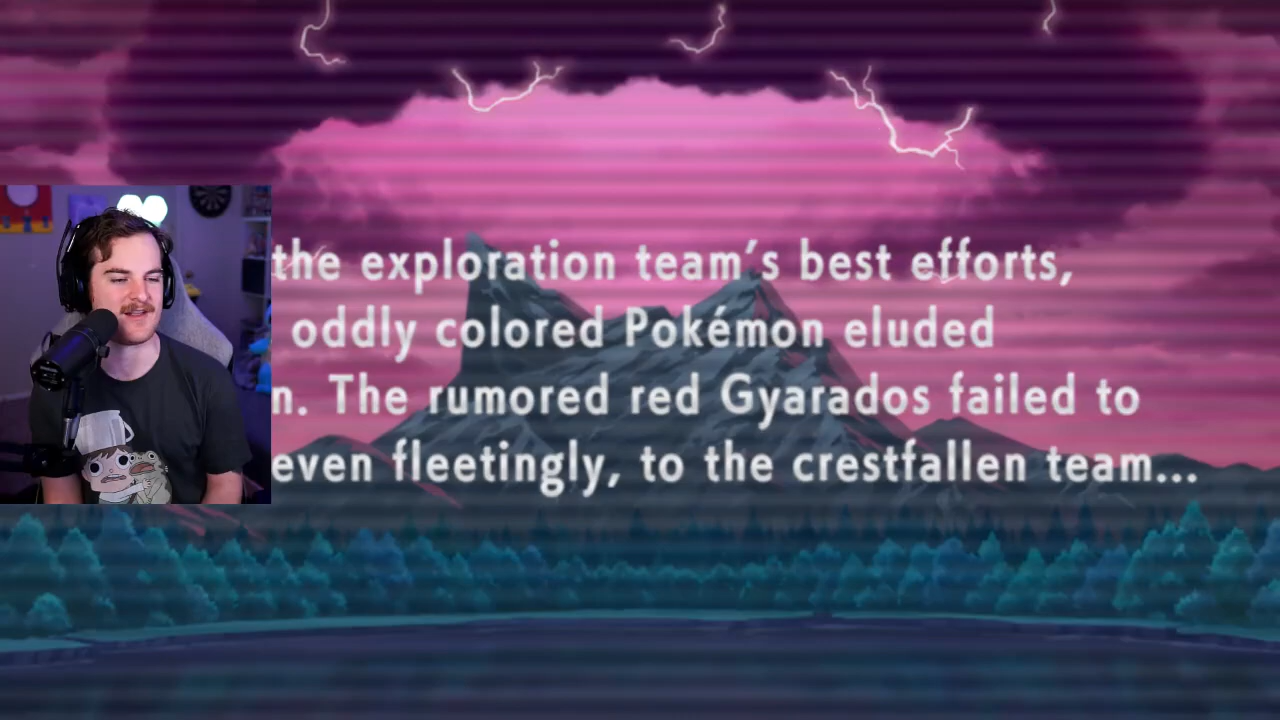 the exploration team's best efforts,
oddly colored Pokémon eluded
n. The rumored red Gyarados failed to
even fleetingly, to the crestfallen team...